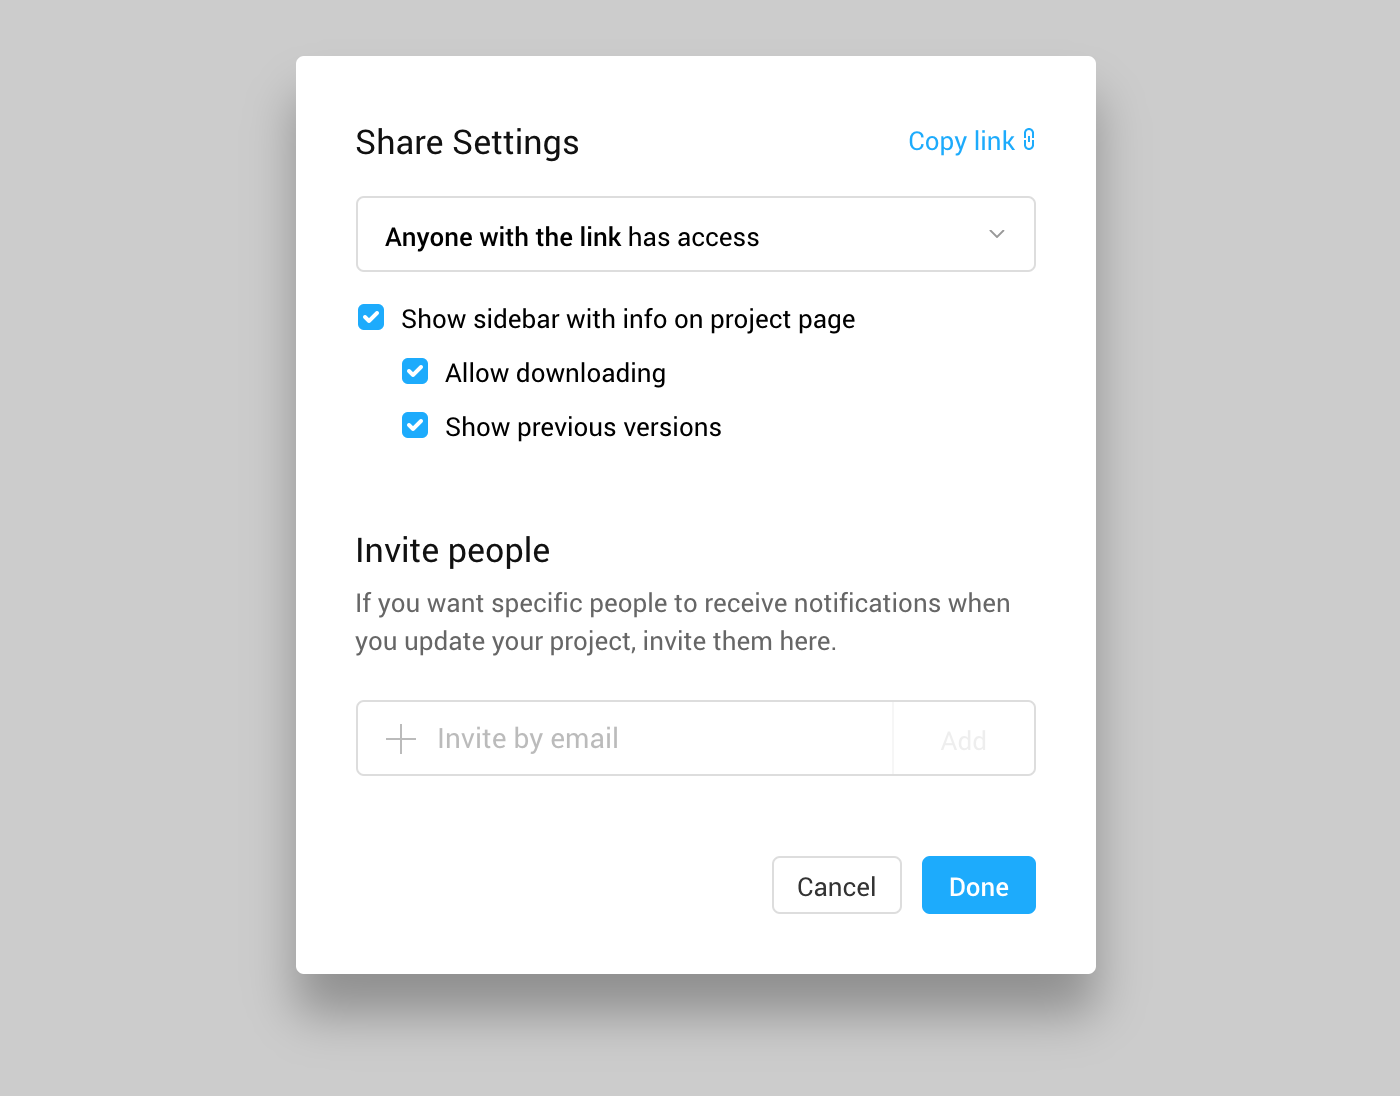 Share Settings
Copy link
Anyone with the link has access
Show sidebar with info on project page
Allow downloading
Show previous versions
Invite people
If you want specific people to receive notifications when
you update your project, invite them here.
Invite by email
Add
Cancel
Done